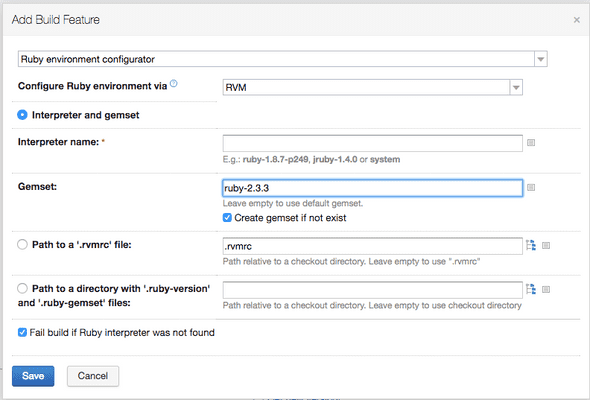 Add Build Feature ×
Ruby environment configurator
Configure Ruby environment via ? RVM
Interpreter and gemset
Interpreter name: *
E.g.: ruby-1.8.7-p249, jruby-1.4.0 or system
Gemset: ruby-2.3.3
Leave empty to use default gemset.
Create gemset if not exist
Path to a '.rvmrc' file: .rvmrc
Path relative to a checkout directory. Leave empty to use ".rvmrc"
Path to a directory with '.ruby-version'
and '.ruby-gemset' files:
Path relative to a checkout directory. Leave empty to use checkout directory
Fail build if Ruby interpreter was not found
Save Cancel